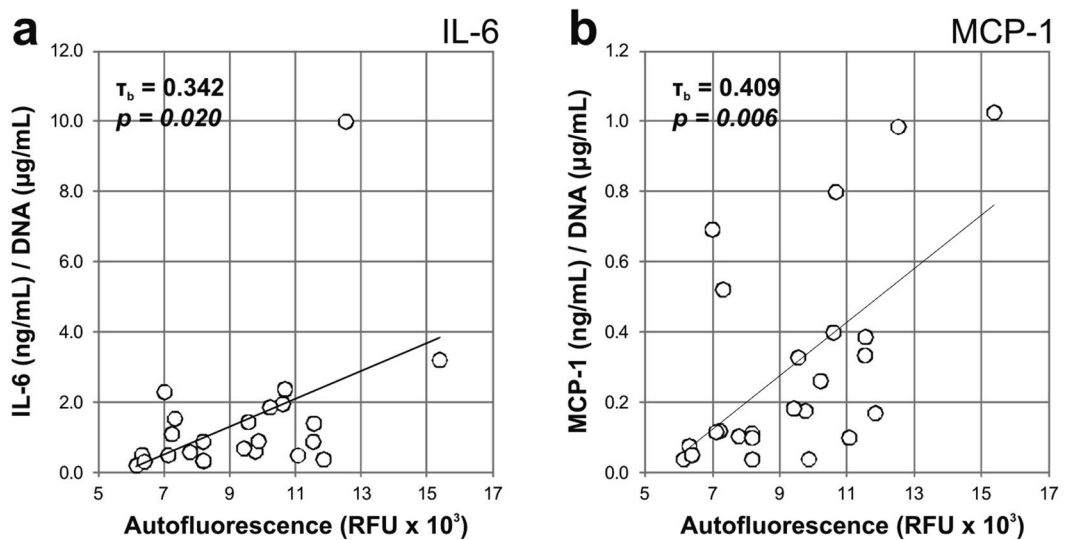 a IL-6
12.0
10.0
8.0
6.0
4.0
2.0
0.0
τb = 0.342
p = 0.020
IL-6 (ng/mL) / DNA (µg/mL)
5 7 9 11 13 15 17
Autofluorescence (RFU x 10³)
b MCP-1
1.2
1.0
0.8
0.6
0.4
0.2
0.0
τb = 0.409
p = 0.006
MCP-1 (ng/mL) / DNA (µg/mL)
5 7 9 11 13 15 17
Autofluorescence (RFU x 10³)